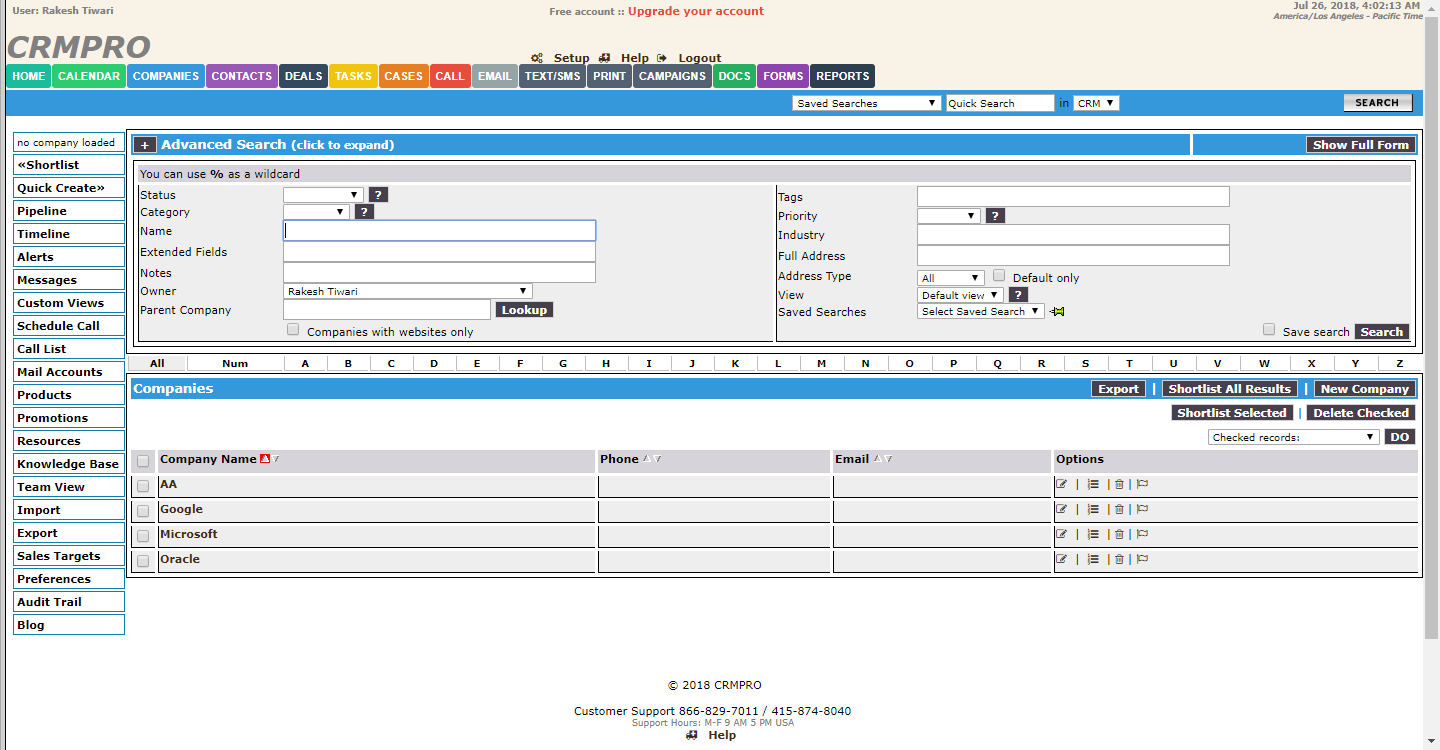 User: Rakesh Tiwari
Free account :: Upgrade your account
Jul 26, 2018, 4:02:13 AM
America/Los Angeles - Pacific Time
CRMPRO
Setup Help Logout
HOME CALENDAR COMPANIES CONTACTS DEALS TASKS CASES CALL EMAIL TEXT/SMS PRINT CAMPAIGNS DOCS FORMS REPORTS
Saved Searches Quick Search in CRM SEARCH
no company loaded
«Shortlist
Quick Create»
Pipeline
Timeline
Alerts
Messages
Custom Views
Schedule Call
Call List
Mail Accounts
Products
Promotions
Resources
Knowledge Base
Team View
Import
Export
Sales Targets
Preferences
Audit Trail
Blog
+ Advanced Search (click to expand) Show Full Form
You can use % as a wildcard
Status ?
Category ?
Name
Extended Fields
Notes
Owner Rakesh Tiwari
Parent Company Lookup
Companies with websites only
Tags
Priority ?
Industry
Full Address
Address Type All Default only
View Default view ?
Saved Searches Select Saved Search
Save search Search
All Num A B C D E F G H I J K L M N O P Q R S T U V W X Y Z
Companies Export | Shortlist All Results | New Company
Shortlist Selected | Delete Checked
Checked records: DO
Company Name Phone Email Options
AA | | |
Google | | |
Microsoft | | |
Oracle | | |
© 2018 CRMPRO
Customer Support 866-829-7011 / 415-874-8040
Support Hours: M-F 9 AM 5 PM USA
Help